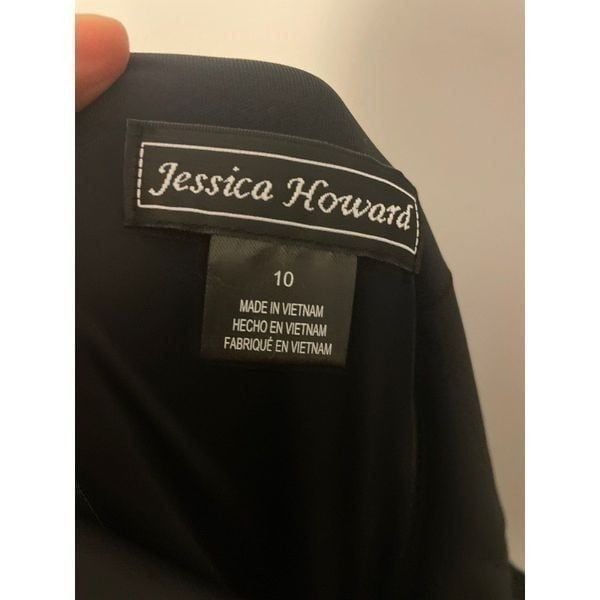 Jessica Howard
10
MADE IN VIETNAM
HECHO EN VIETNAM
FABRIQUÉ EN VIETNAM